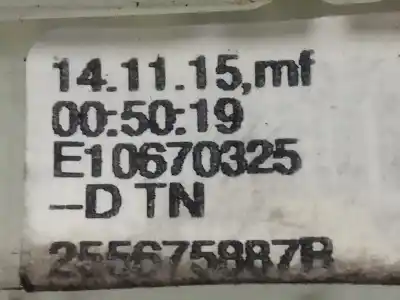 14.11.15,mf
00:50:19
E10670325
--D TN
255675987R